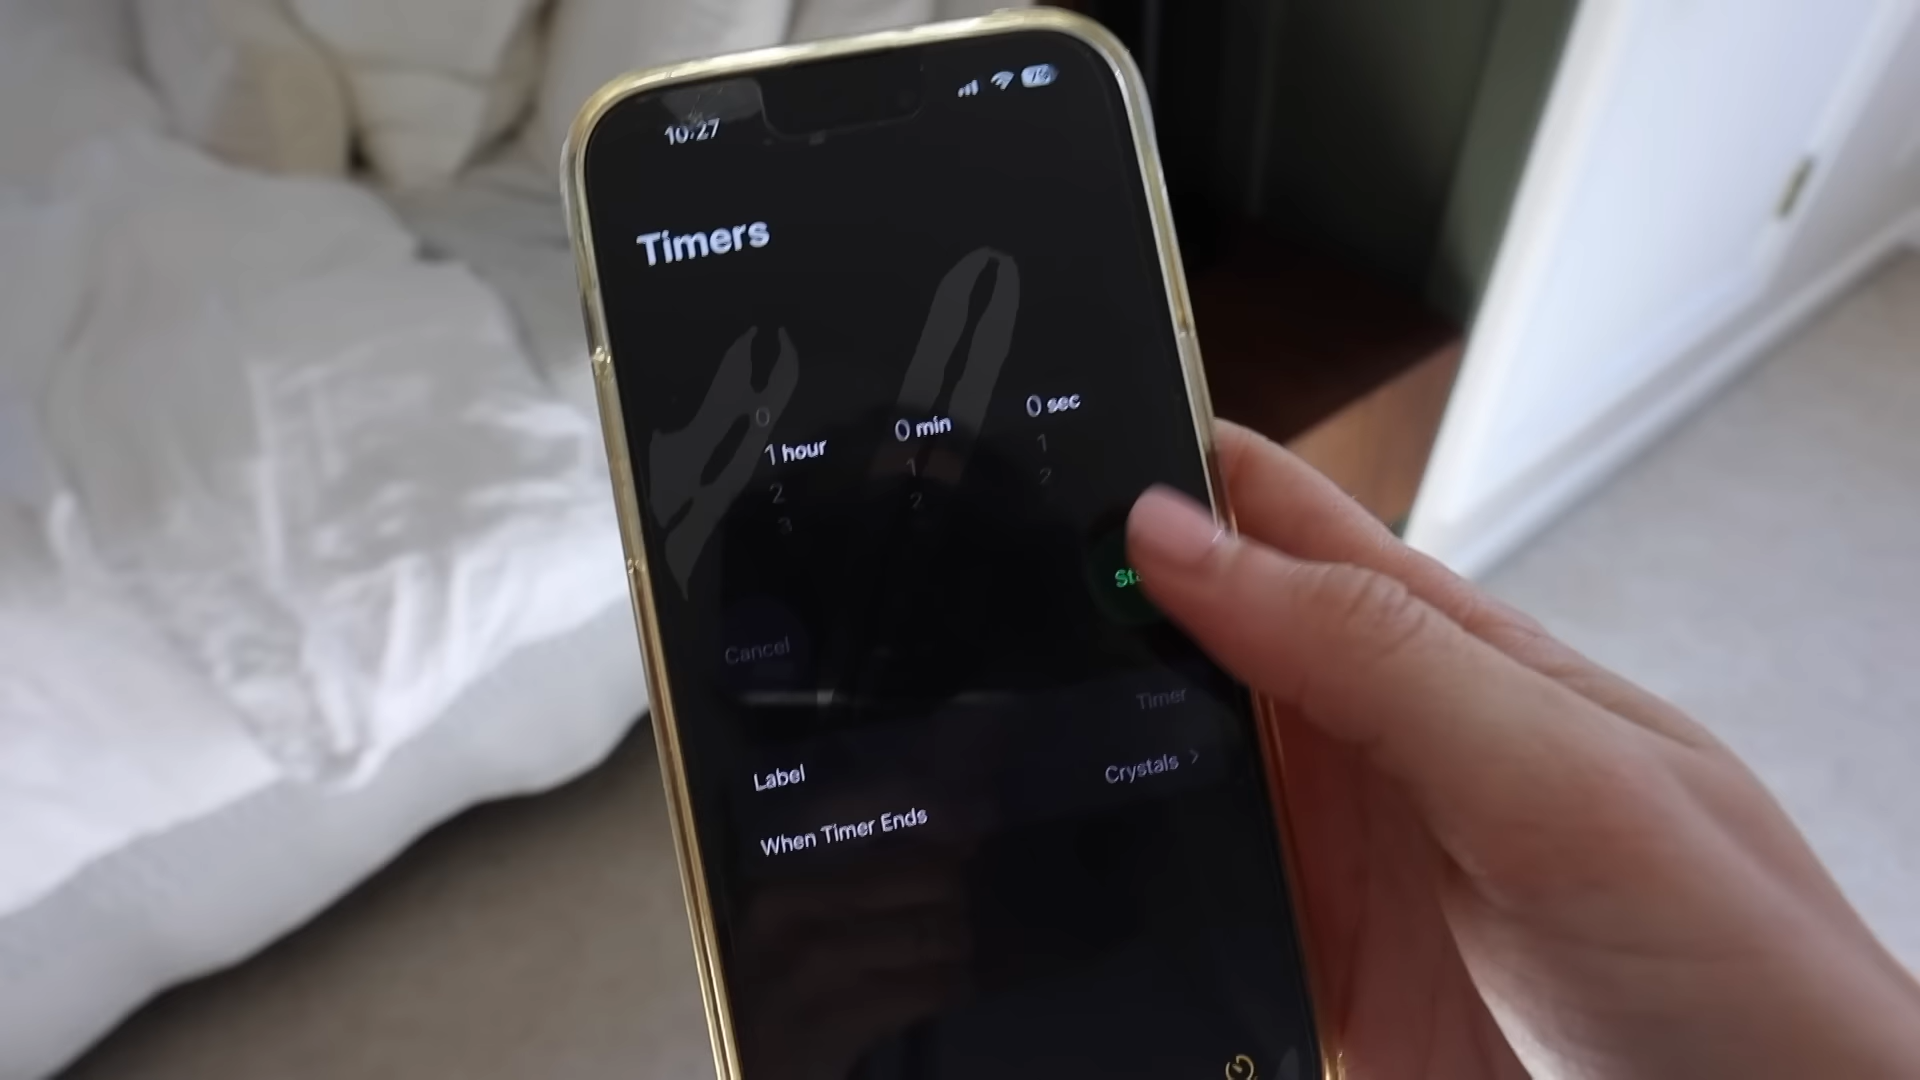 10:27
Timers
0
1 hour 0 min 0 sec
2 1 1
3 2 2
Cancel
Timer
Label
Crystals >
When Timer Ends